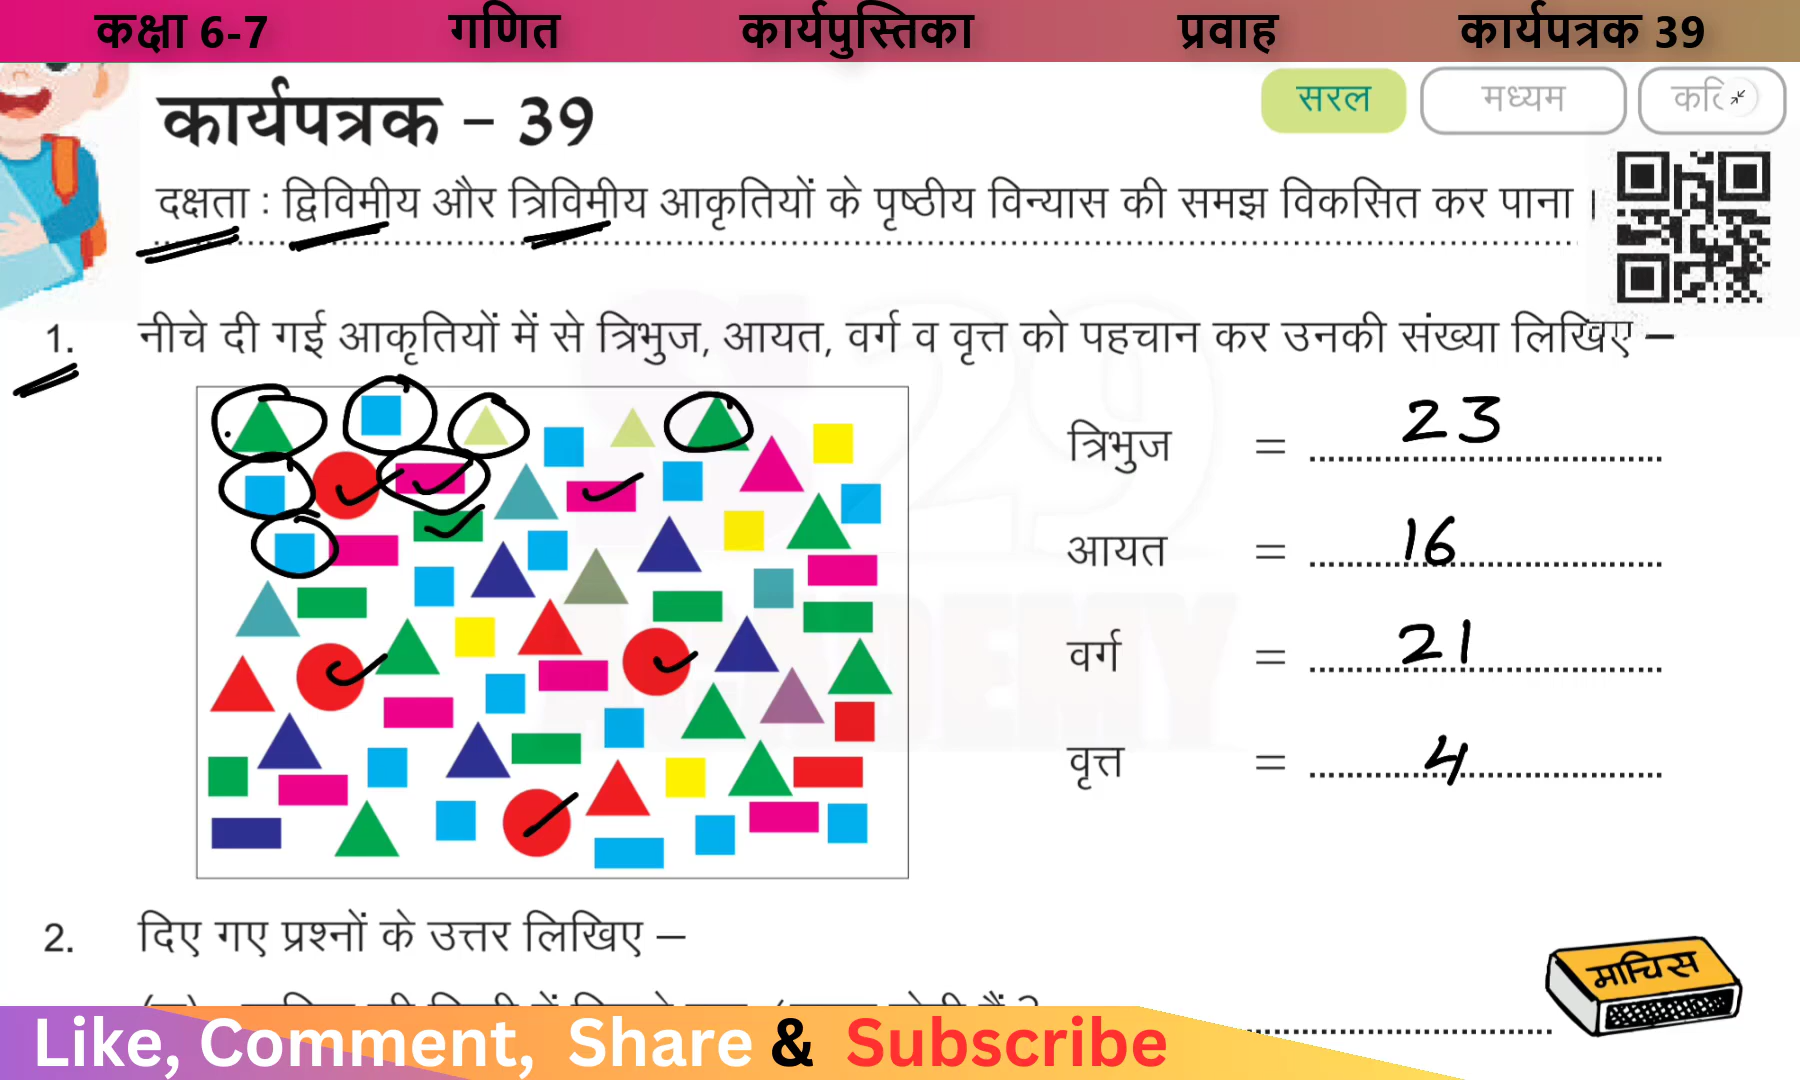 कक्षा 6-7 गणित कार्यपुस्तिका प्रवाह कार्यपत्रक 39
कार्यपत्रक – 39
सरल मध्यम
दक्षता : द्विविमीय और त्रिविमीय आकृतियों के पृष्ठीय विन्यास की समझ विकसित कर पाना ।
1. नीचे दी गई आकृतियों में से त्रिभुज, आयत, वर्ग व वृत्त को पहचान कर उनकी संख्या लिखिए –
त्रिभुज = 23
आयत = 16
वर्ग = 21
वृत्त = 4
29
ACADEMY
2. दिए गए प्रश्नों के उत्तर लिखिए –
माचिस
Like, Comment, Share & Subscribe